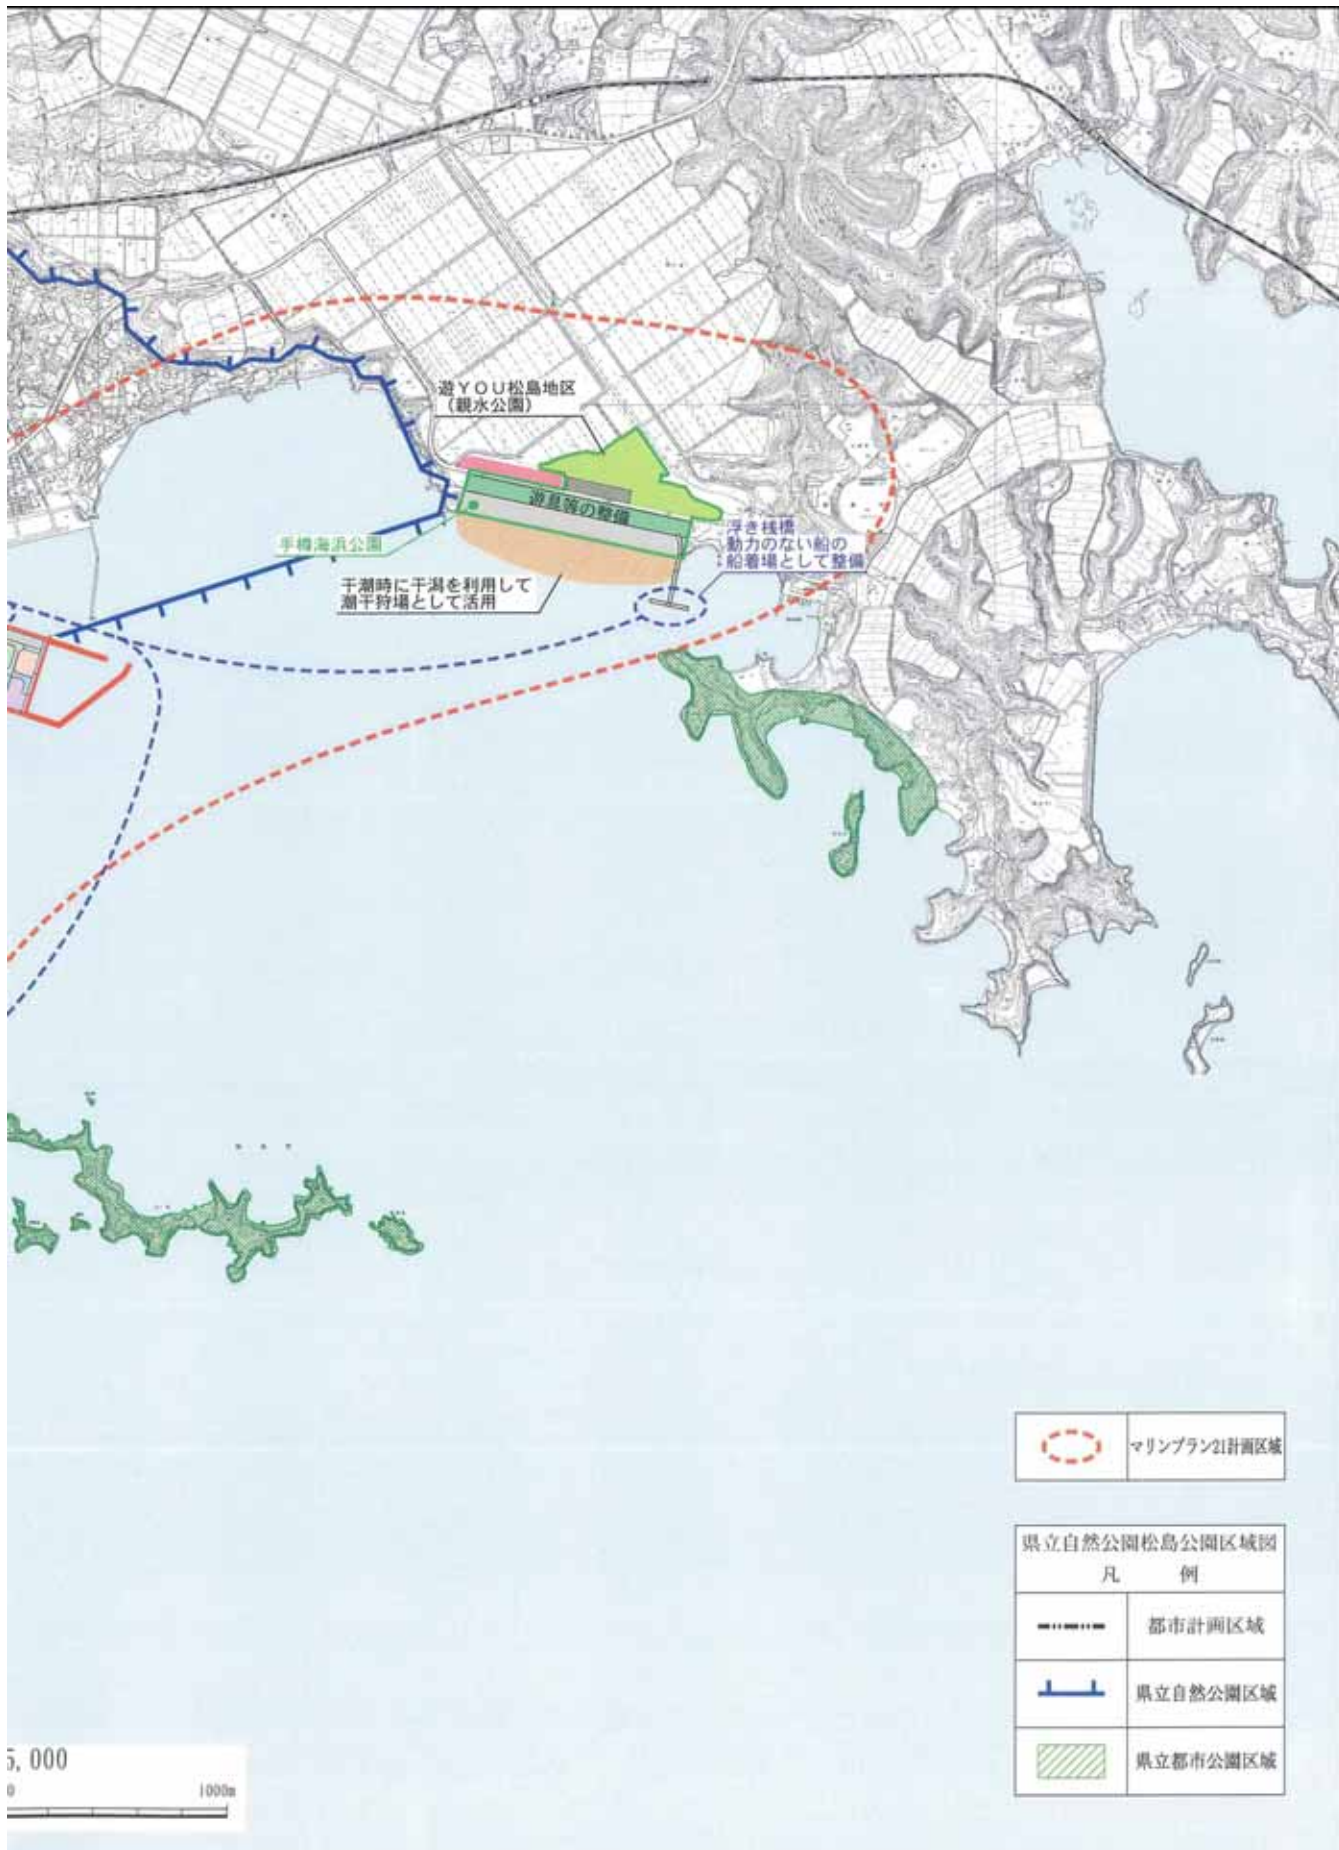 遊YOU松島地区
(親水公園)
遊具等の整備
手樽海浜公園
浮き桟橋
動力のない船の
船着場として整備
干潮時に干潟を利用して
潮干狩場として活用
マリンプラン21計画区域
県立自然公園松島公園区域図
凡 例
都市計画区域
県立自然公園区域
県立都市公園区域
5,000
0 1000m